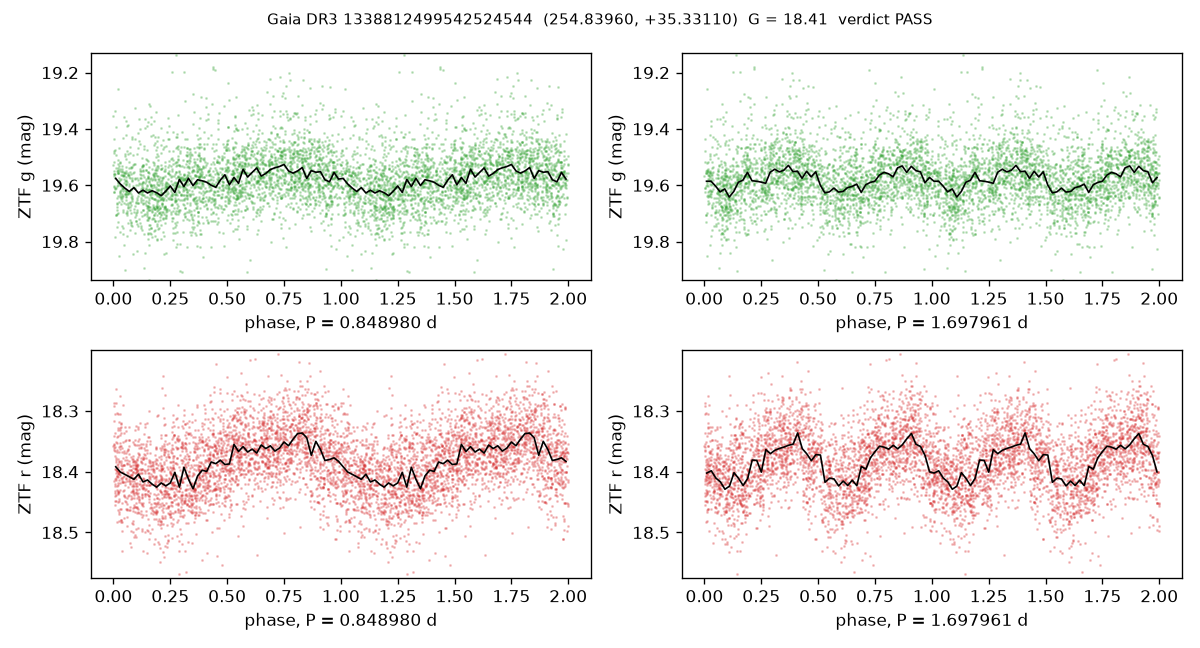 Gaia DR3 1338812499542524544 (254.83960, +35.33110) G = 18.41 verdict PASS
ZTF g (mag)
19.2
19.4
19.6
19.8
0.00 0.25 0.50 0.75 1.00 1.25 1.50 1.75 2.00
phase, P = 0.848980 d
ZTF g (mag)
19.2
19.4
19.6
19.8
0.00 0.25 0.50 0.75 1.00 1.25 1.50 1.75 2.00
phase, P = 1.697961 d
ZTF r (mag)
18.3
18.4
18.5
0.00 0.25 0.50 0.75 1.00 1.25 1.50 1.75 2.00
phase, P = 0.848980 d
ZTF r (mag)
18.3
18.4
18.5
0.00 0.25 0.50 0.75 1.00 1.25 1.50 1.75 2.00
phase, P = 1.697961 d